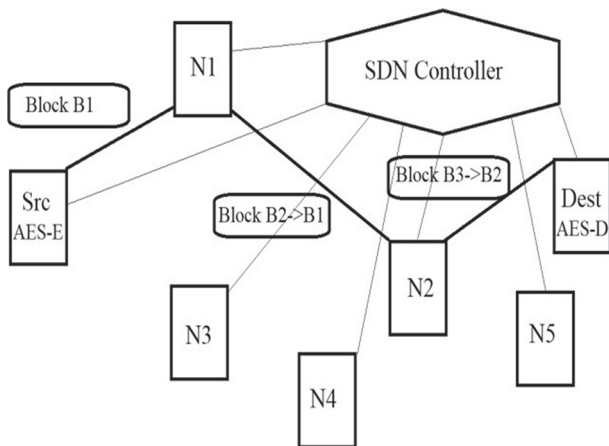 N1
SDN Controller
Block B1
Block B3->B2
Src
AES-E
Dest
AES-D
Block B2->B1
N2
N3
N5
N4